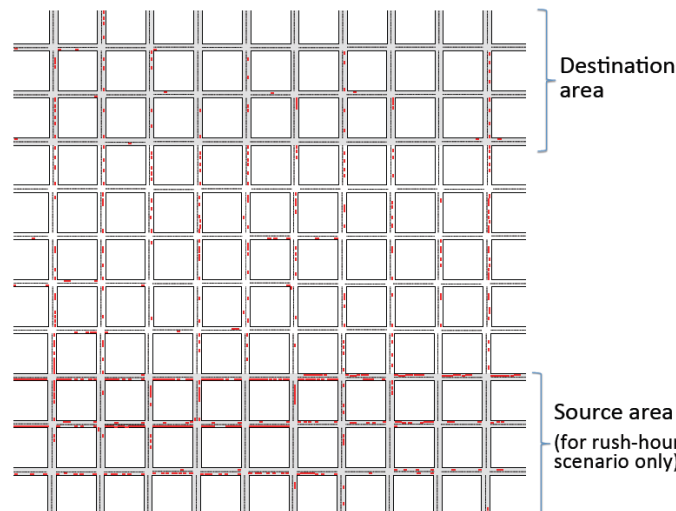 Destination
area
Source area
(for rush-hour
scenario only)